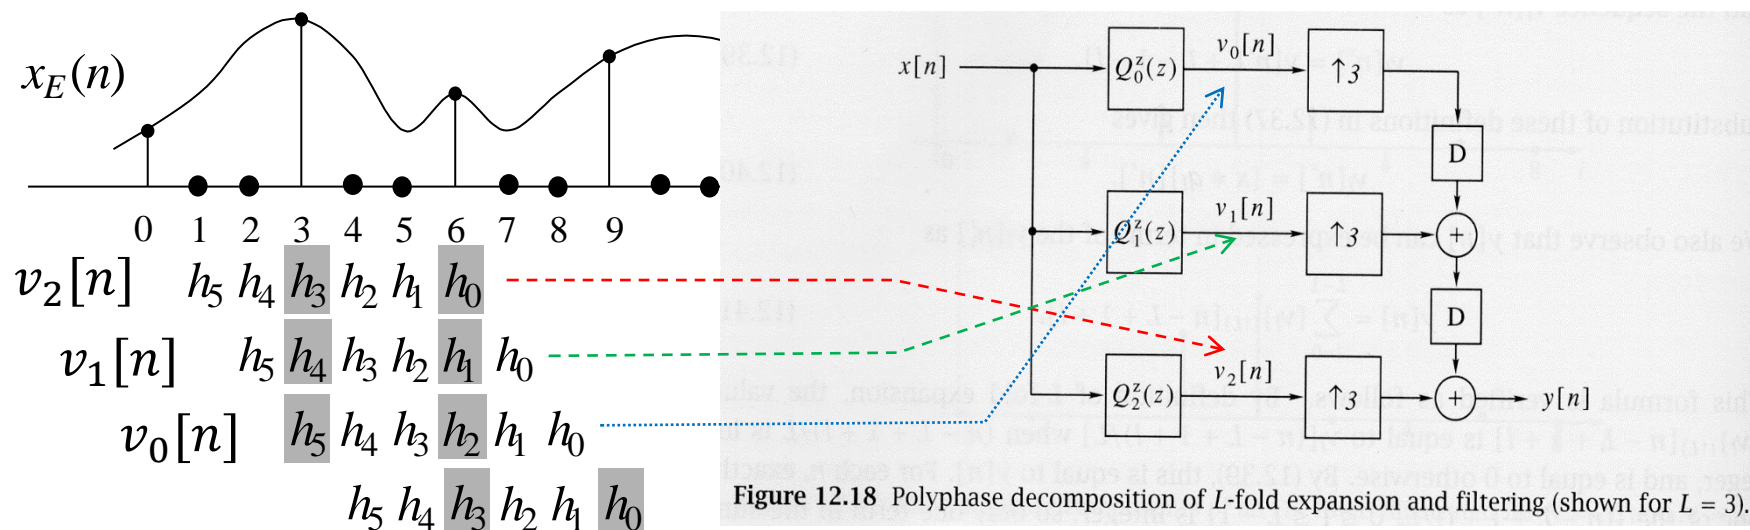 x_E(n)
0 1 2 3 4 5 6 7 8 9
v_2[n] h_5 h_4 h_3 h_2 h_1 h_0
v_1[n] h_5 h_4 h_3 h_2 h_1 h_0
v_0[n] h_5 h_4 h_3 h_2 h_1 h_0
h_5 h_4 h_3 h_2 h_1 h_0
x[n] Q_0^z(z) v_0[n] ↑3
D
Q_1^z(z) v_1[n] ↑3 +
D
Q_2^z(z) v_2[n] ↑3 + y[n]
Figure 12.18 Polyphase decomposition of L-fold expansion and filtering (shown for L = 3).